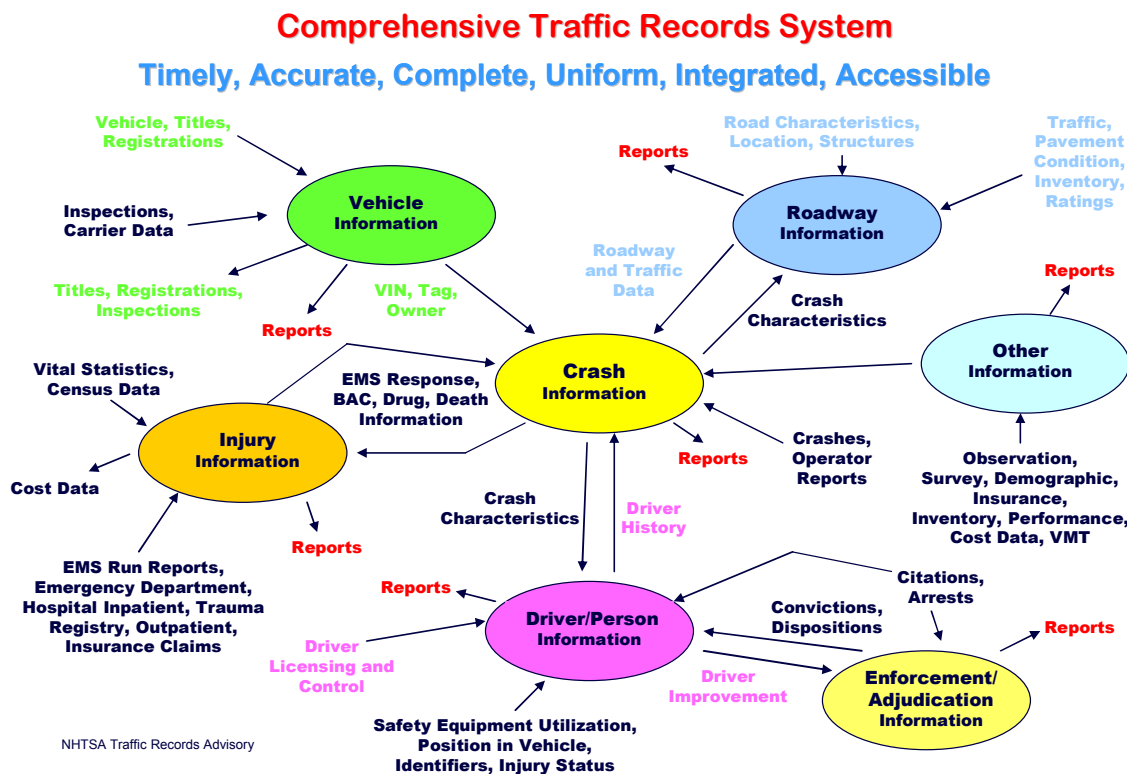 Comprehensive Traffic Records System
Timely, Accurate, Complete, Uniform, Integrated, Accessible
Vehicle, Titles,
Registrations
Road Characteristics,
Location, Structures
Traffic,
Pavement
Condition,
Inventory,
Ratings
Reports
Vehicle
Information
Inspections,
Carrier Data
Roadway
Information
Roadway
and Traffic
Data
Titles, Registrations,
Inspections
VIN, Tag,
Owner
Reports
Crash
Characteristics
Reports
Other
Information
Crash
Information
Vital Statistics,
Census Data
EMS Response,
BAC, Drug, Death
Information
Injury
Information
Cost Data
Reports
Crashes,
Operator
Reports
Observation,
Survey, Demographic,
Insurance,
Inventory, Performance,
Cost Data, VMT
Crash
Characteristics
Driver
History
Reports
EMS Run Reports,
Emergency Department,
Hospital Inpatient, Trauma
Registry, Outpatient,
Insurance Claims
Reports
Citations,
Arrests
Driver/Person
Information
Convictions,
Dispositions
Reports
Driver
Licensing and
Control
Driver
Improvement
Enforcement/
Adjudication
Information
Safety Equipment Utilization,
Position in Vehicle,
Identifiers, Injury Status
NHTSA Traffic Records Advisory